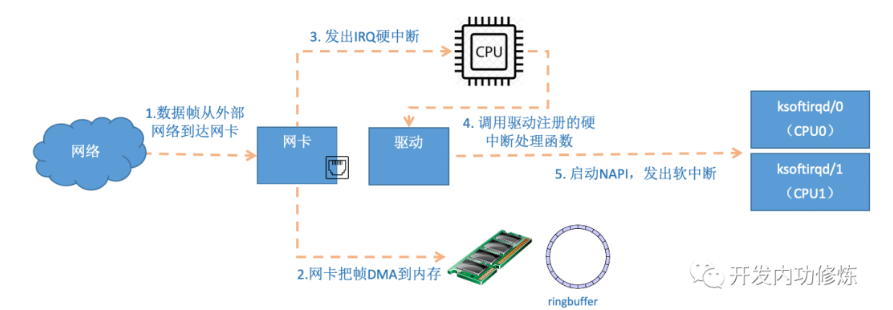 3. 发出IRQ硬中断
CPU
1.数据帧从外部
网络到达网卡
网络
网卡
驱动
4. 调用驱动注册的硬
中断处理函数
ksoftirqd/0
（CPU0）
ksoftirqd/1
（CPU1）
5. 启动NAPI，发出软中断
2.网卡把帧DMA到内存
ringbuffer
开发内功修炼